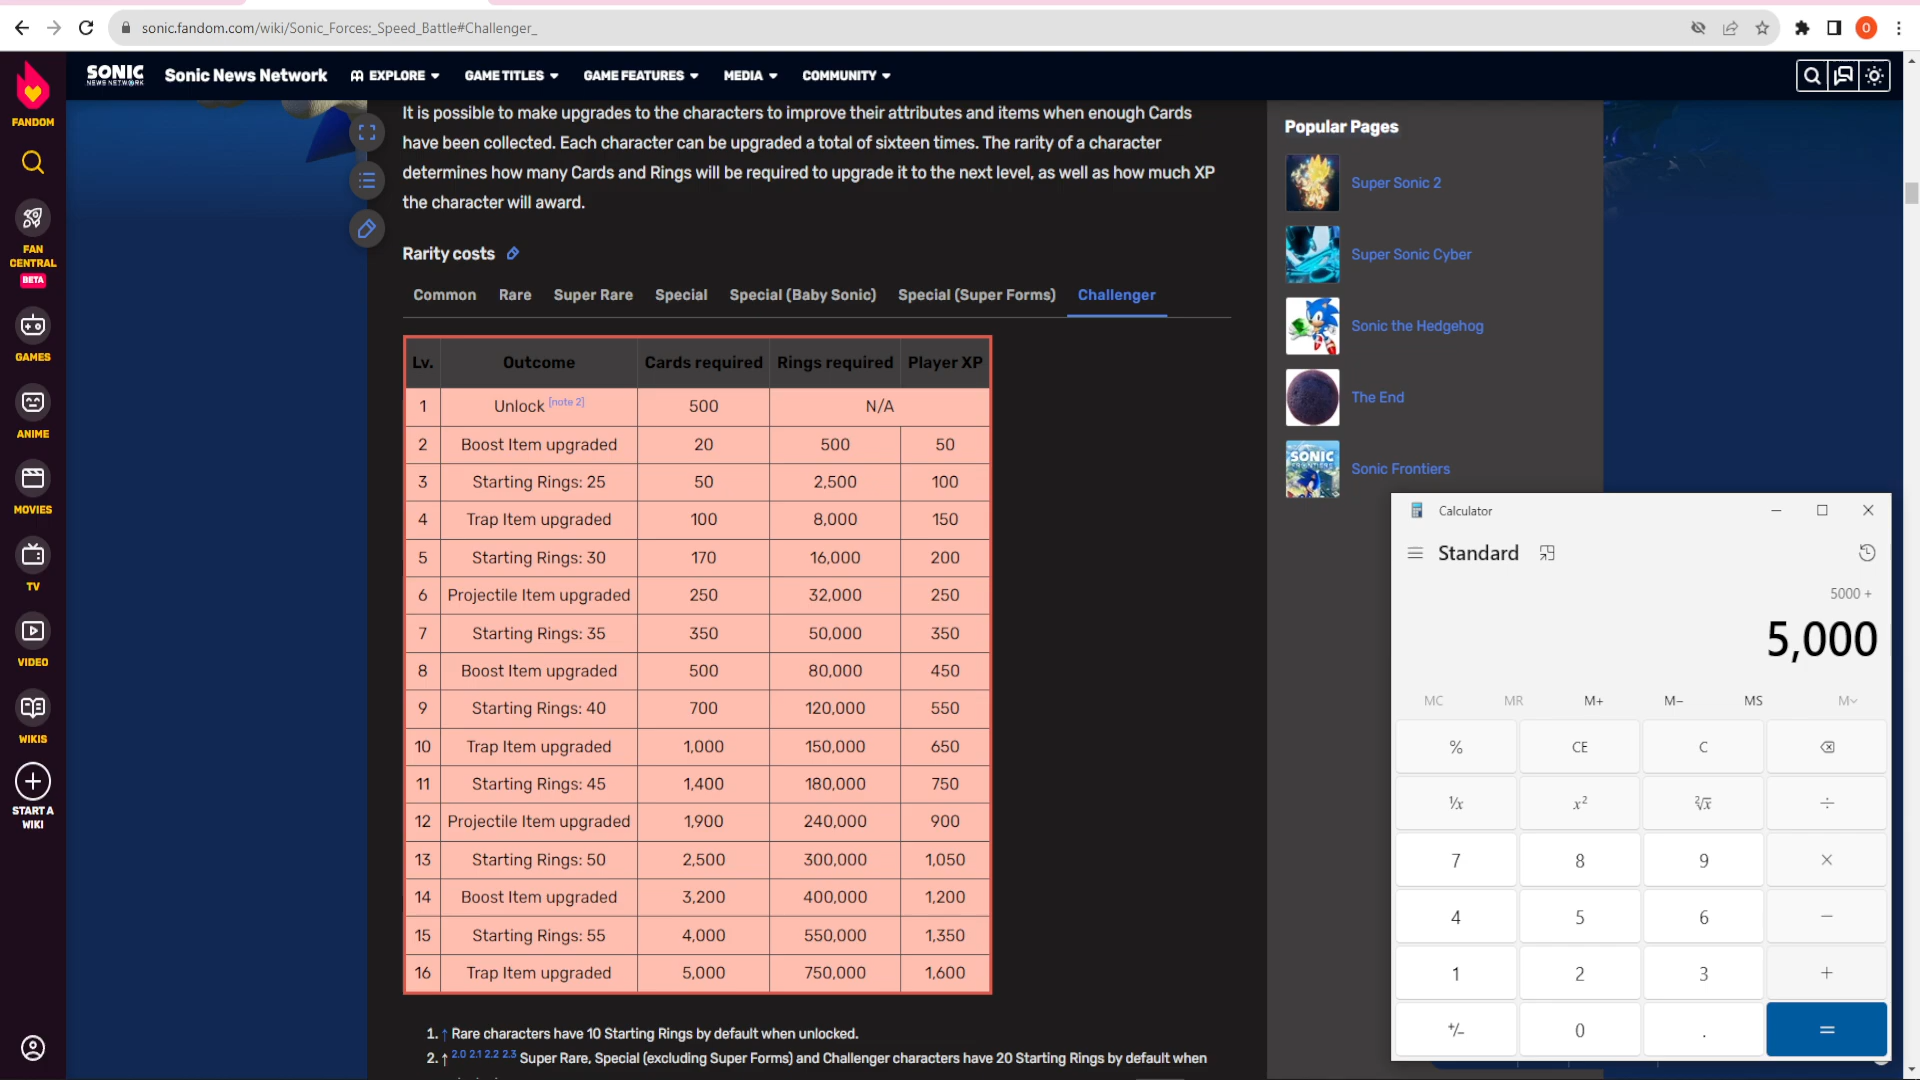 sonic.fandom.com/wiki/Sonic_Forces:_Speed_Battle#Challenger_
O
SONIC
NEWS NETWORK
Sonic News Network
EXPLORE
GAME TITLES
GAME FEATURES
MEDIA
COMMUNITY
FANDOM
FAN
CENTRAL
BETA
GAMES
ANIME
MOVIES
TV
VIDEO
WIKIS
START A
WIKI
It is possible to make upgrades to the characters to improve their attributes and items when enough Cards
have been collected. Each character can be upgraded a total of sixteen times. The rarity of a character
determines how many Cards and Rings will be required to upgrade it to the next level, as well as how much XP
the character will award.
Rarity costs
Common Rare Super Rare Special Special (Baby Sonic) Special (Super Forms) Challenger
Lv. Outcome Cards required Rings required Player XP
1 Unlock [note 2] 500 N/A
2 Boost Item upgraded 20 500 50
3 Starting Rings: 25 50 2,500 100
4 Trap Item upgraded 100 8,000 150
5 Starting Rings: 30 170 16,000 200
6 Projectile Item upgraded 250 32,000 250
7 Starting Rings: 35 350 50,000 350
8 Boost Item upgraded 500 80,000 450
9 Starting Rings: 40 700 120,000 550
10 Trap Item upgraded 1,000 150,000 650
11 Starting Rings: 45 1,400 180,000 750
12 Projectile Item upgraded 1,900 240,000 900
13 Starting Rings: 50 2,500 300,000 1,050
14 Boost Item upgraded 3,200 400,000 1,200
15 Starting Rings: 55 4,000 550,000 1,350
16 Trap Item upgraded 5,000 750,000 1,600
1. ↑ Rare characters have 10 Starting Rings by default when unlocked.
2. ↑ 2.0 2.1 2.2 2.3 Super Rare, Special (excluding Super Forms) and Challenger characters have 20 Starting Rings by default when
Popular Pages
Super Sonic 2
Super Sonic Cyber
Sonic the Hedgehog
The End
SONIC
FRONTIERS
Sonic Frontiers
Calculator
Standard
5000 +
5,000
MC MR M+ M− MS M
% CE C
¹/x x² ²√x ÷
7 8 9 ×
4 5 6 −
1 2 3 +
+/− 0 . =